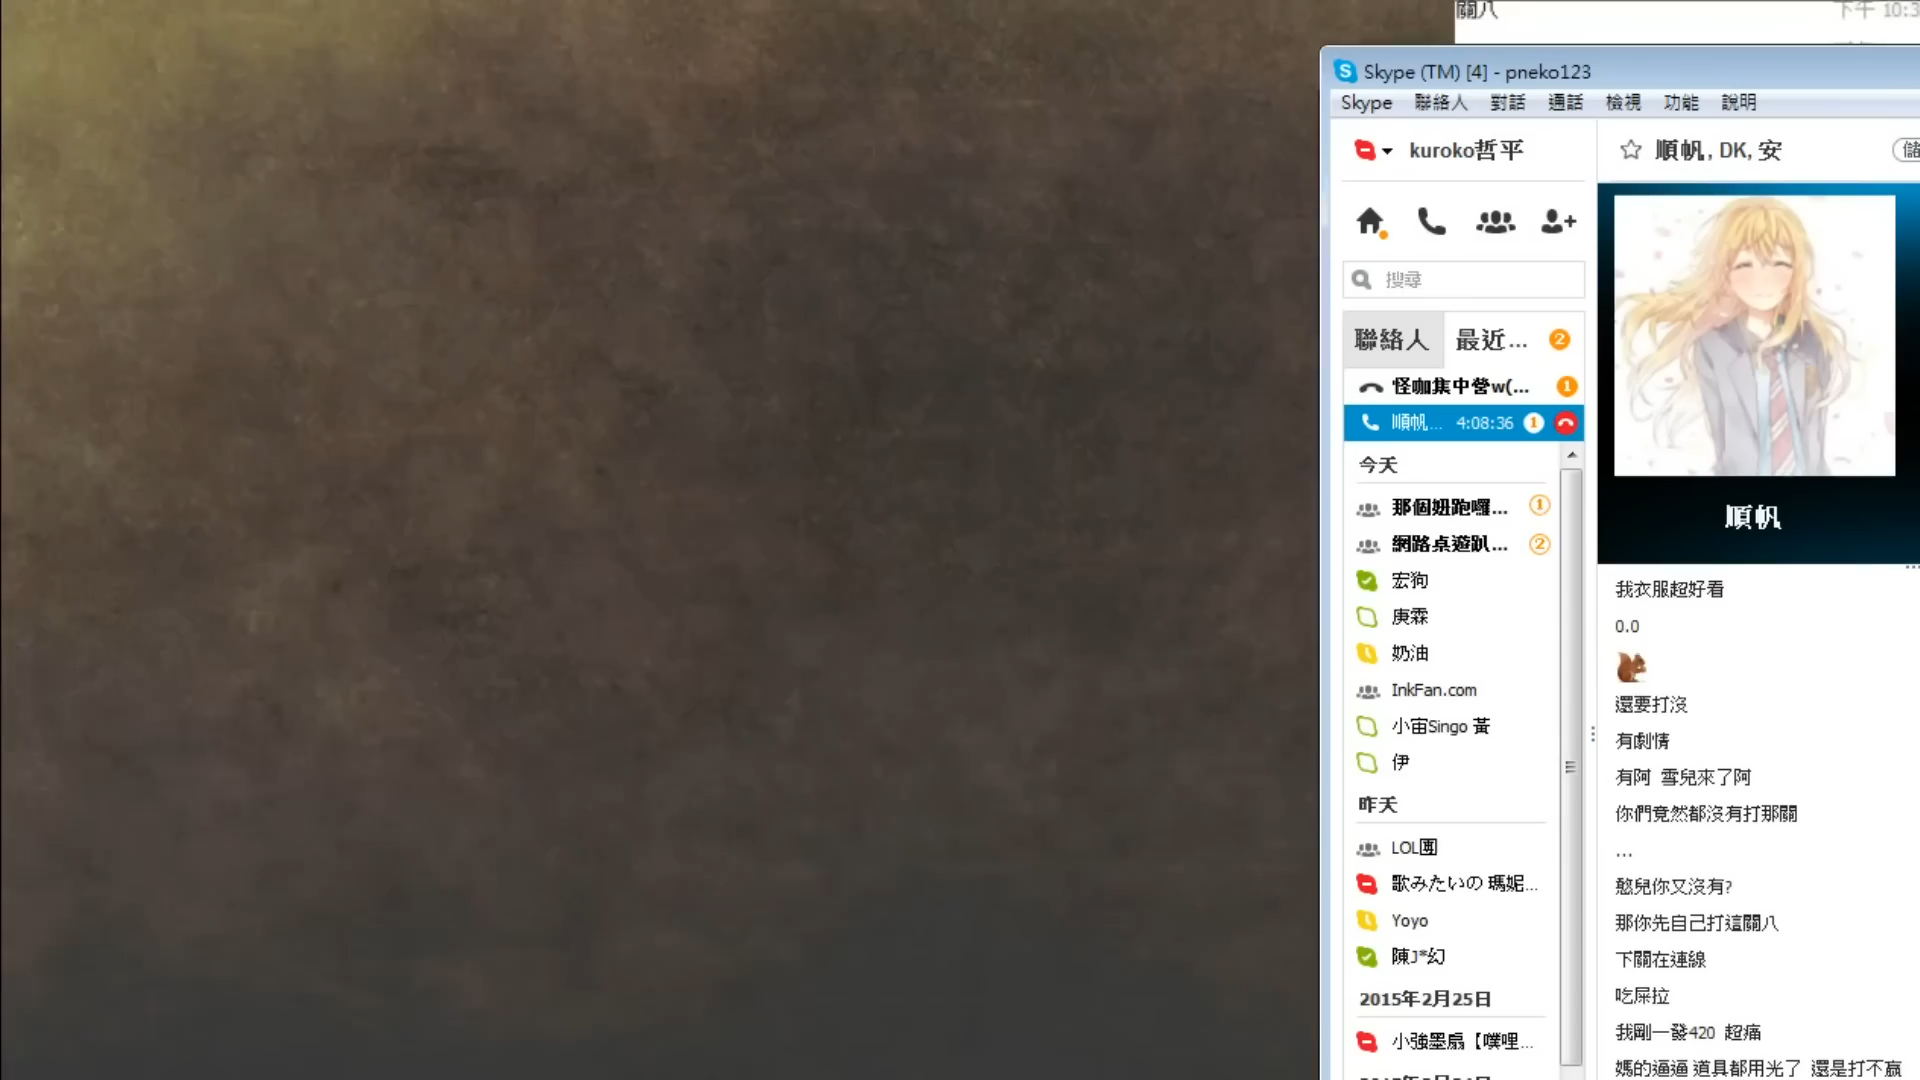 關八
下午 10:3
Skype (TM) [4] - pneko123
Skype 聯絡人 對話 通話 檢視 功能 說明
kuroko哲平
順帆, DK, 安
儲
搜尋
聯絡人 最近... 2
怪咖集中營w(... 1
順帆... 4:08:36 1
今天
那個妞跑囉... 1
網路桌遊趴... 2
宏狗
庚霖
奶油
InkFan.com
小宙Singo 黃
伊
昨天
LOL團
歌みたいの 瑪妮...
Yoyo
陳J*幻
2015年2月25日
小強墨扇【噗哩...
順帆
我衣服超好看
0.0
還要打沒
有劇情
有阿 雪兒來了阿
你們竟然都沒有打那關
...
憨兒你又沒有?
那你先自己打這關八
下關在連線
吃屎拉
我剛一發420 超痛
媽的逼逼 道具都用光了 還是打不贏